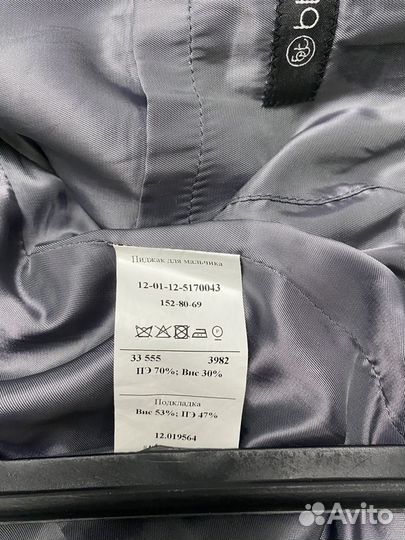 Пиджак для мальчика
12-01-12-5170043
152-80-69
33 555 3982
ПЭ 70%; Вис 30%
Подкладка
Вис 53%; ПЭ 47%
12.019564
Avito